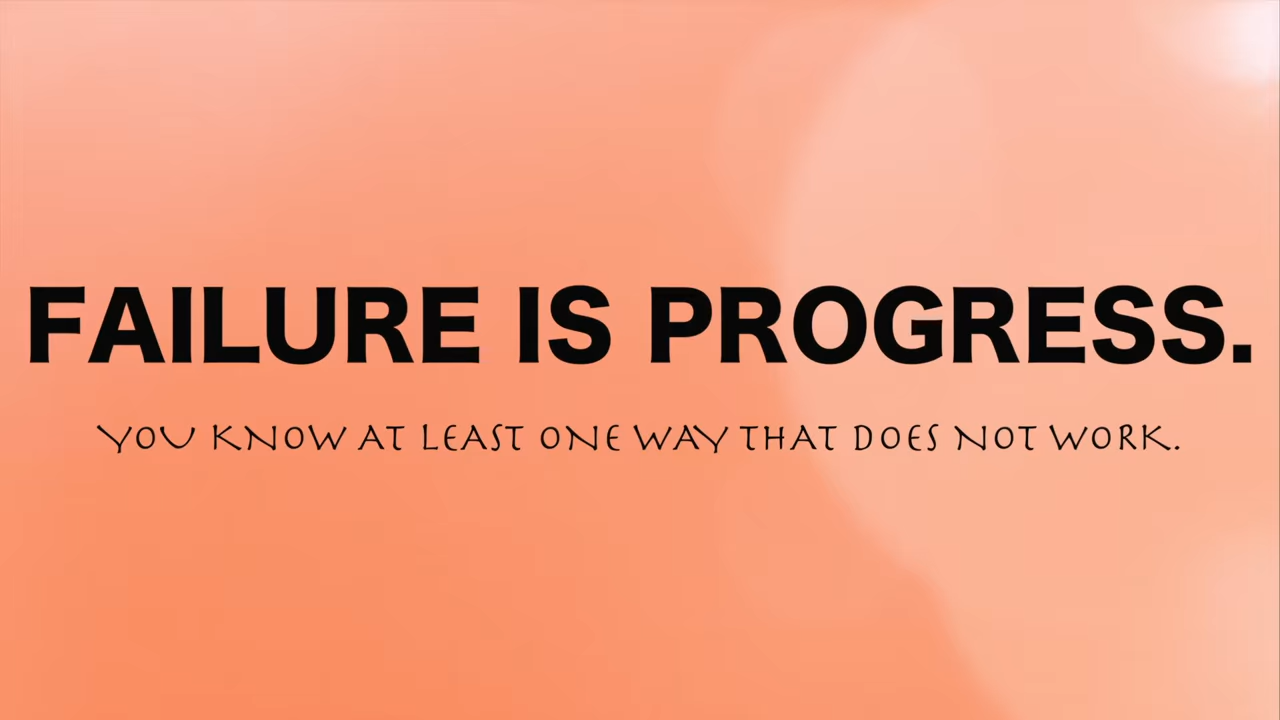 FAILURE IS PROGRESS.
YOU KNOW AT LEAST ONE WAY THAT DOES NOT WORK.